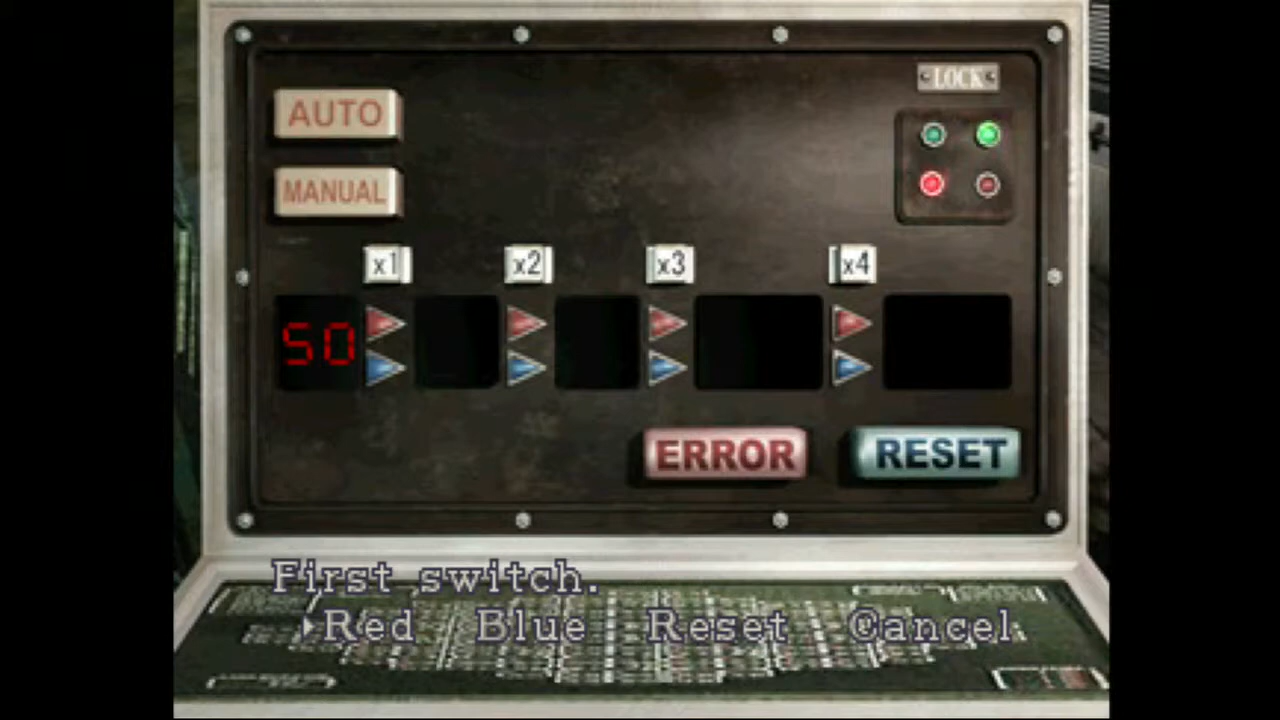 LOCK
AUTO
MANUAL
x1 x2 x3 x4
50
ERROR RESET
First switch.
Red Blue Reset Cancel